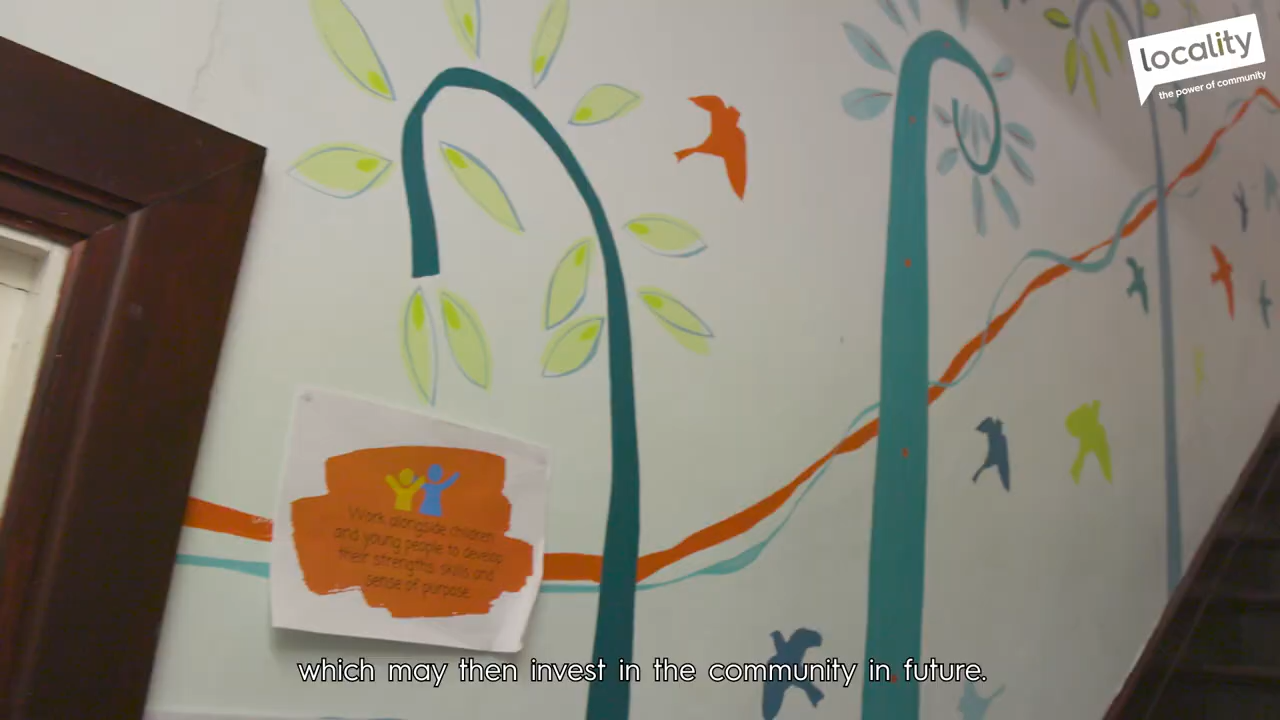 locality
the power of community
Work alongside children
and young people to develop
their strengths, skills and
sense of purpose.
which may then invest in the community in future.